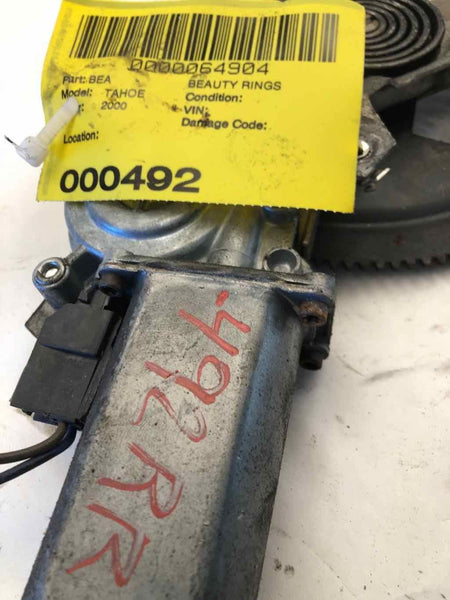 0000064904
Part: BEA BEAUTY RINGS
Model: TAHOE Condition:
2000 VIN:
Damage Code:
Location:
000492
-492
RR